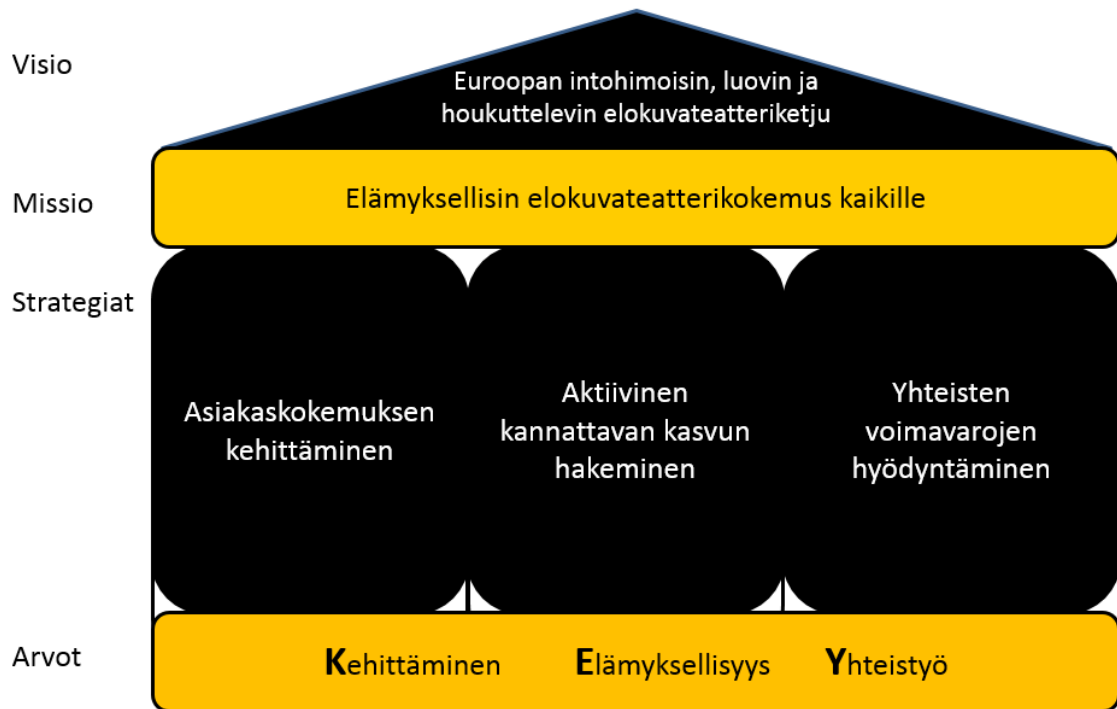 Visio
Euroopan intohimoisin, luovin ja
houkuttelevin elokuvateatteriketju
Missio
Elämyksellisin elokuvateatterikokemus kaikille
Strategiat
Asiakaskokemuksen
kehittäminen
Aktiivinen
kannattavan kasvun
hakeminen
Yhteisten
voimavarojen
hyödyntäminen
Arvot
Kehittäminen Elämyksellisyys Yhteistyö